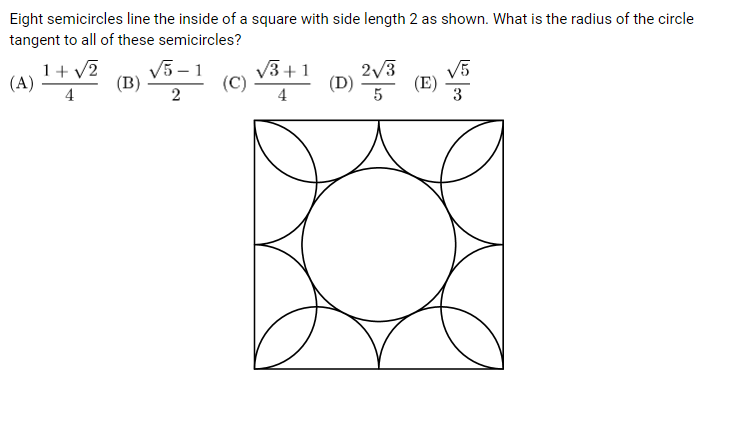 Eight semicircles line the inside of a square with side length 2 as shown. What is the radius of the circle
tangent to all of these semicircles?
(A) \frac{1+\sqrt{2}}{4} (B) \frac{\sqrt{5}-1}{2} (C) \frac{\sqrt{3}+1}{4} (D) \frac{2\sqrt{3}}{5} (E) \frac{\sqrt{5}}{3}